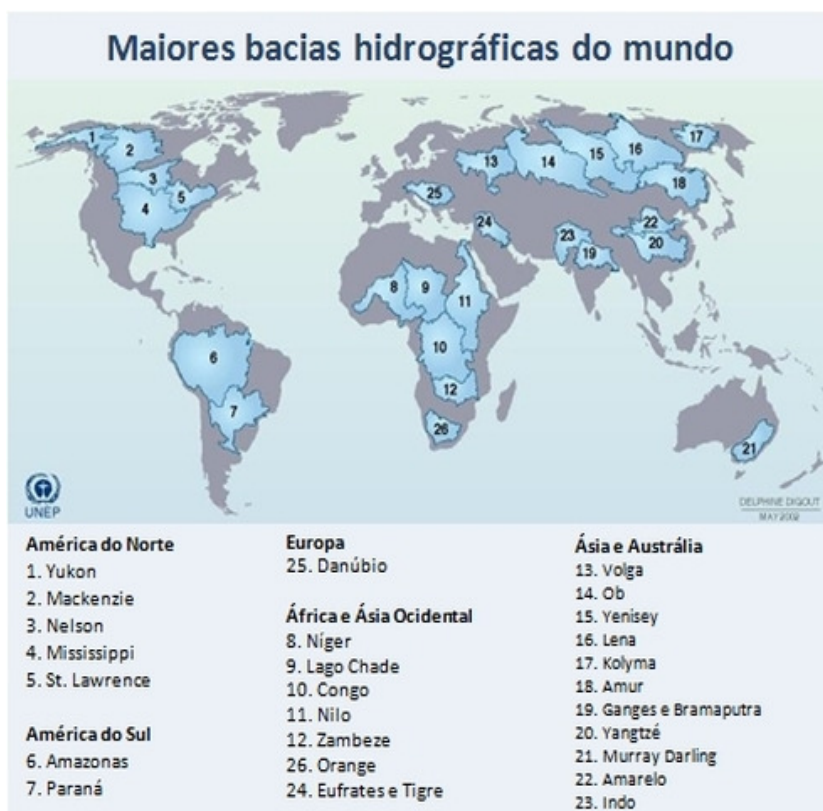 Maiores bacias hidrográficas do mundo
1
2
3
4
5
6
7
8
9
10
11
12
13
14
15
16
17
18
19
20
21
22
23
24
25
26
UNEP
DELPHINE DIGOUT
MAY 2002
América do Norte
1. Yukon
2. Mackenzie
3. Nelson
4. Mississippi
5. St. Lawrence
América do Sul
6. Amazonas
7. Paraná
Europa
25. Danúbio
África e Ásia Ocidental
8. Níger
9. Lago Chade
10. Congo
11. Nilo
12. Zambeze
26. Orange
24. Eufrates e Tigre
Ásia e Austrália
13. Volga
14. Ob
15. Yenisey
16. Lena
17. Kolyma
18. Amur
19. Ganges e Bramaputra
20. Yangtzé
21. Murray Darling
22. Amarelo
23. Indo